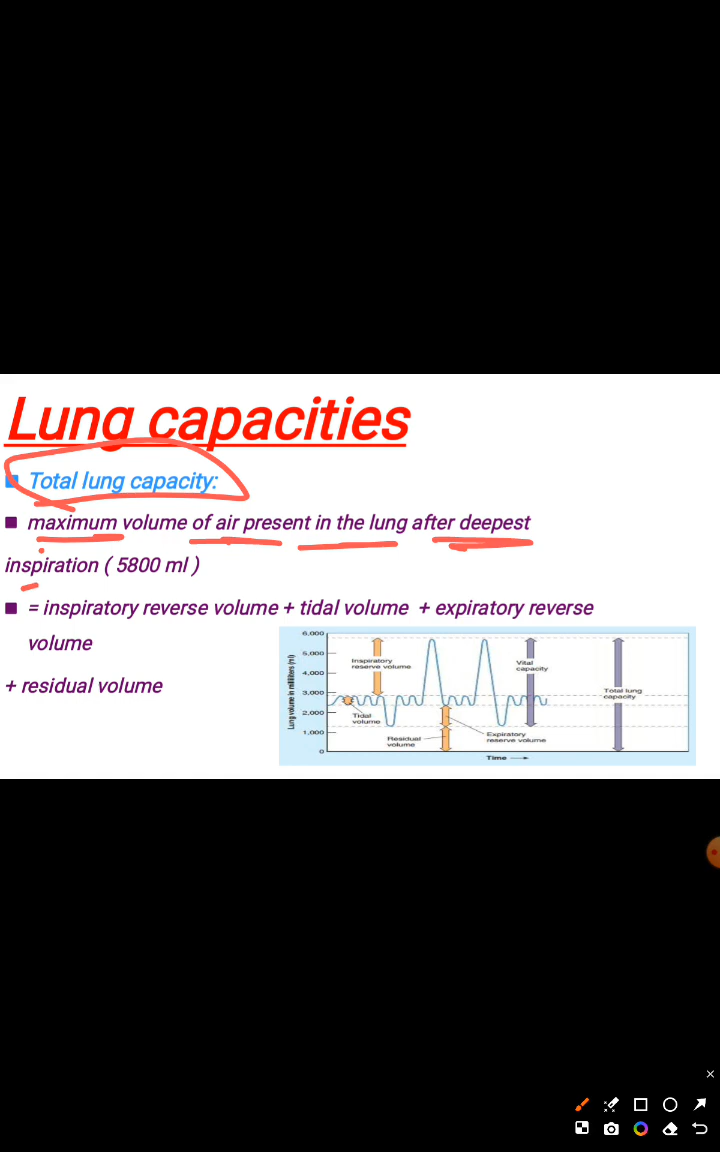 Lung capacities
Total lung capacity:
maximum volume of air present in the lung after deepest
inspiration ( 5800 ml )
= inspiratory reverse volume + tidal volume + expiratory reverse
volume
+ residual volume
6,000
5,000
4,000
3,000
2,000
1,000
0
Lung volume in milliliters (ml)
Inspiratory
reserve volume
Tidal
volume
Residual
volume
Expiratory
reserve volume
Vital
capacity
Total lung
capacity
Time